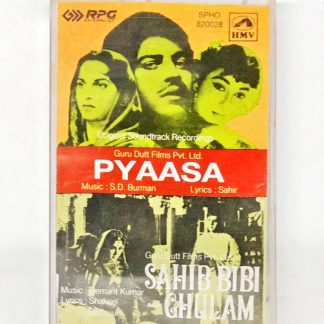 RPG
SPHO
820028
HMV
Original Soundtrack Recordings
Guru Dutt Films Pvt. Ltd.
PYAASA
Music : S.D. Burman Lyrics : Sahir
Guru Dutt Films Pvt.
SAHIB BIBI
GHULAM
Music : Hemant Kumar
Lyrics : Shakeel